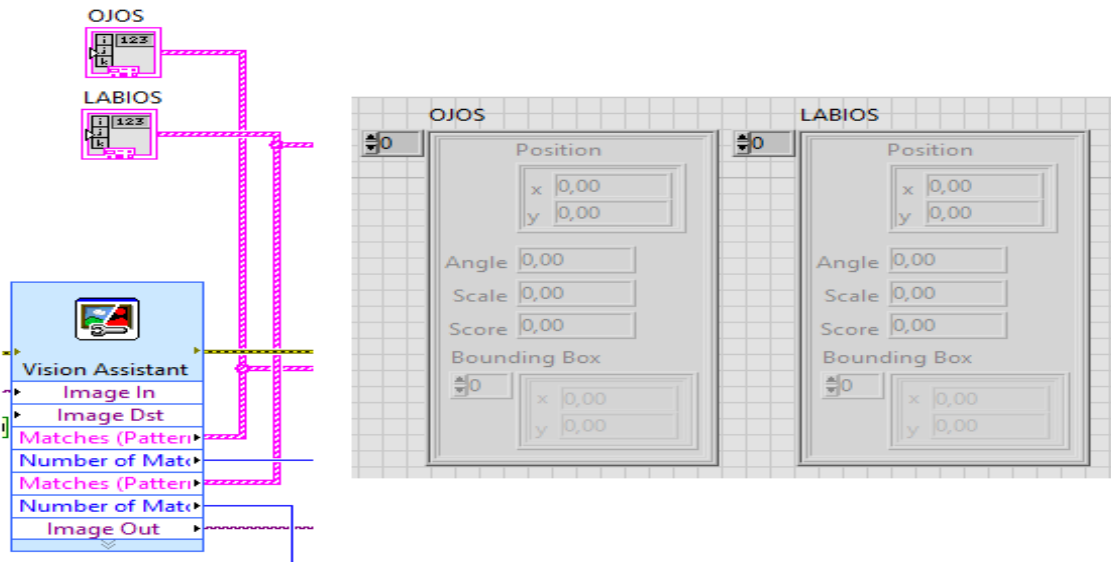 OJOS
i 123
j
k
LABIOS
i 123
j
k
Vision Assistant
Image In
Image Dst
Matches (Pattern
Number of Matc
Matches (Pattern
Number of Matc
Image Out
OJOS
0
Position
x 0,00
y 0,00
Angle 0,00
Scale 0,00
Score 0,00
Bounding Box
0
x 0,00
y 0,00
LABIOS
0
Position
x 0,00
y 0,00
Angle 0,00
Scale 0,00
Score 0,00
Bounding Box
0
x 0,00
y 0,00